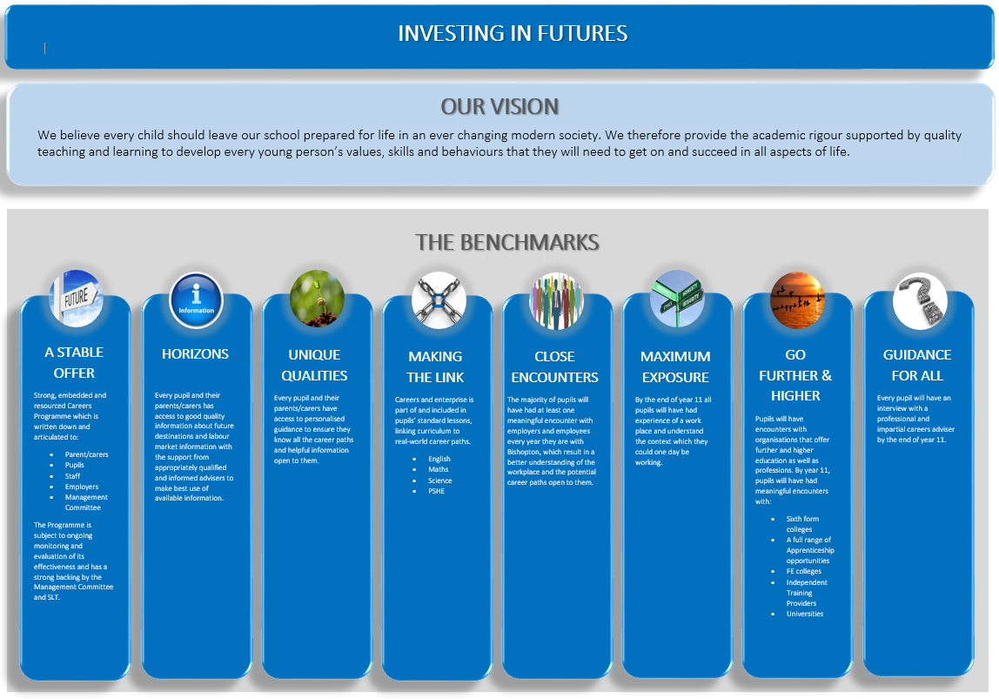 INVESTING IN FUTURES
OUR VISION
We believe every child should leave our school prepared for life in an ever changing modern society. We therefore provide the academic rigour supported by quality
teaching and learning to develop every young person's values, skills and behaviours that they will need to get on and succeed in all aspects of life.
THE BENCHMARKS
FUTURE
A STABLE
OFFER
Strong, embedded and
resourced Careers
Programme which is
written down and
articulated to:
• Parent/carers
• Pupils
• Staff
• Employers
• Management
Committee
The Programme is
subject to ongoing
monitoring and
evaluation of its
effectiveness and has a
strong backing by the
Management Committee
and SLT.
i
Information
HORIZONS
Every pupil and their
parents/carers has
access to good quality
information about future
destinations and labour
market information with
the support from
appropriately qualified
and informed advisers to
make best use of
available information.
UNIQUE
QUALITIES
Every pupil and their
parents/carers have
access to personalised
guidance to ensure they
know all the career paths
and helpful information
open to them.
MAKING
THE LINK
Careers and enterprise is
part of and included in
pupils' standard lessons,
linking curriculum to
real-world career paths.
• English
• Maths
• Science
• PSHE
CLOSE
ENCOUNTERS
The majority of pupils will
have had at least one
meaningful encounter with
employers and employees
every year they are with
Bishopton, which result in a
better understanding of the
workplace and the potential
career paths open to them.
HONESTY
INTEGRITY
MAXIMUM
EXPOSURE
By the end of year 11 all
pupils will have had
experience of a work
place and understand
the context which they
could one day be
working.
GO
FURTHER &
HIGHER
Pupils will have
encounters with
organisations that offer
further and higher
education as well as
professions. By year 11,
pupils will have had
meaningful encounters
with:
• Sixth form
colleges
• A full range of
Apprenticeship
opportunities
• FE colleges
• Independent
Training
Providers
• Universities
GUIDANCE
FOR ALL
Every pupil will have an
interview with a
professional and
impartial careers adviser
by the end of year 11.